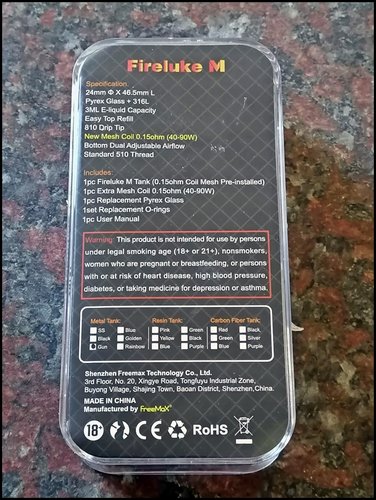 Fireluke M
Specification:
24mm Φ X 46.5mm L
Pyrex Glass + 316L
3ML E-liquid Capacity
Easy Top Refill
810 Drip Tip
New Mesh Coil 0.15ohm (40-90W)
Bottom Dual Adjustable Airflow
Standard 510 Thread
Includes:
1pc Fireluke M Tank (0.15ohm Coil Mesh Pre-installed)
1pc Extra Mesh Coil 0.15ohm (40-90W)
1pc Replacement Pyrex Glass
1set Replacement O-rings
1pc User Manual
Warning: This product is not intended for use by persons
under legal smoking age (18+ or 21+), nonsmokers,
women who are pregnant or breastfeeding, or persons
with or at risk of heart disease, high blood pressure,
diabetes, or taking medicine for depression or asthma.
Metal Tank: Resin Tank: Carbon Fiber Tank:
SS Blue Pink Green Red Black
Black Golden Yellow Black Green Silver
Gun Rainbow Blue Purple Blue Purple
Shenzhen Freemax Technology Co., Ltd.
3rd Floor, No. 20, Xingye Road, Tongfuyu Industrial Zone,
Buyong Village, Shajing Town, Baoan District, Shenzhen,China.
MADE IN CHINA
Manufactured by FreeMaX
18+ CE RoHS